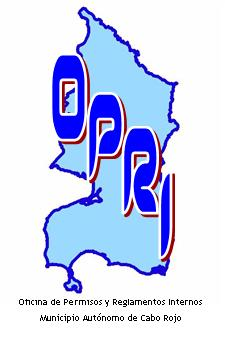 OPRI
Oficina de Permisos y Reglamentos Internos
Municipio Autónomo de Cabo Rojo